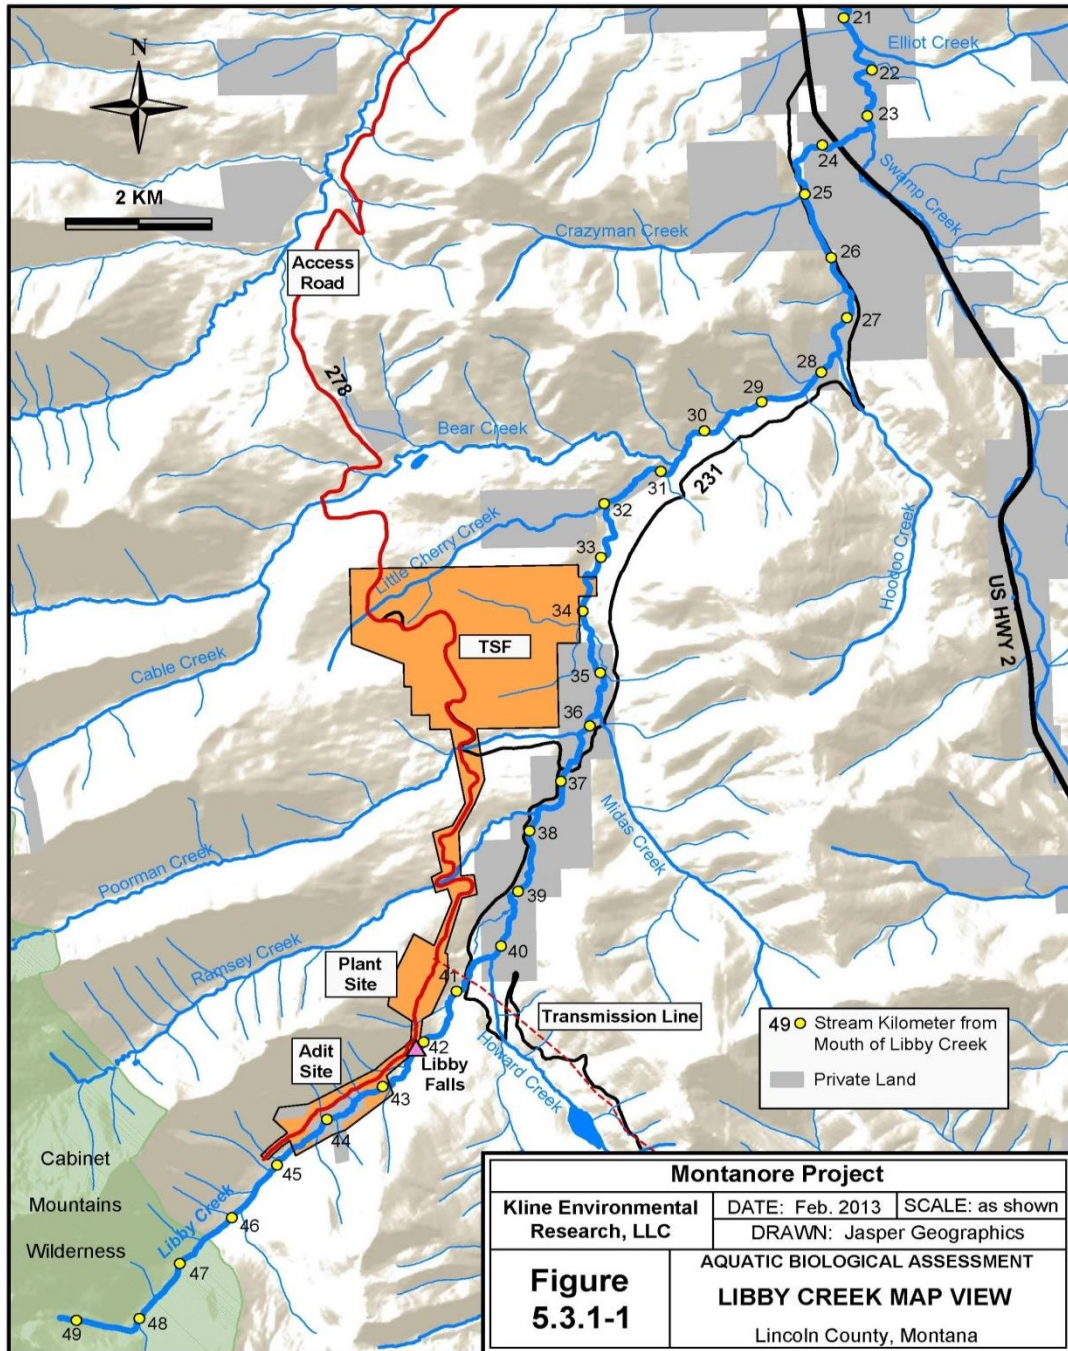 21
Elliot Creek
N
22
23
24
Swamp Creek
2 KM
25
Crazyman Creek
26
Access
Road
27
278
28
29
30
Bear Creek
31
231
32
Little Cherry Creek
33
Hoodoo Creek
34
US HWY 2
TSF
35
Cable Creek
36
37
Midas Creek
38
Poorman Creek
39
Ramsey Creek
40
Plant
Site
41
Transmission Line
49 Stream Kilometer from
Mouth of Libby Creek
Private Land
42
Adit
Site
Libby
Falls
Howard Creek
43
44
Cabinet
Mountains
Wilderness
45
Libby Creek
46
47
48
49
Montanore Project
Kline Environmental
Research, LLC
DATE: Feb. 2013
SCALE: as shown
DRAWN: Jasper Geographics
Figure
5.3.1-1
AQUATIC BIOLOGICAL ASSESSMENT
LIBBY CREEK MAP VIEW
Lincoln County, Montana